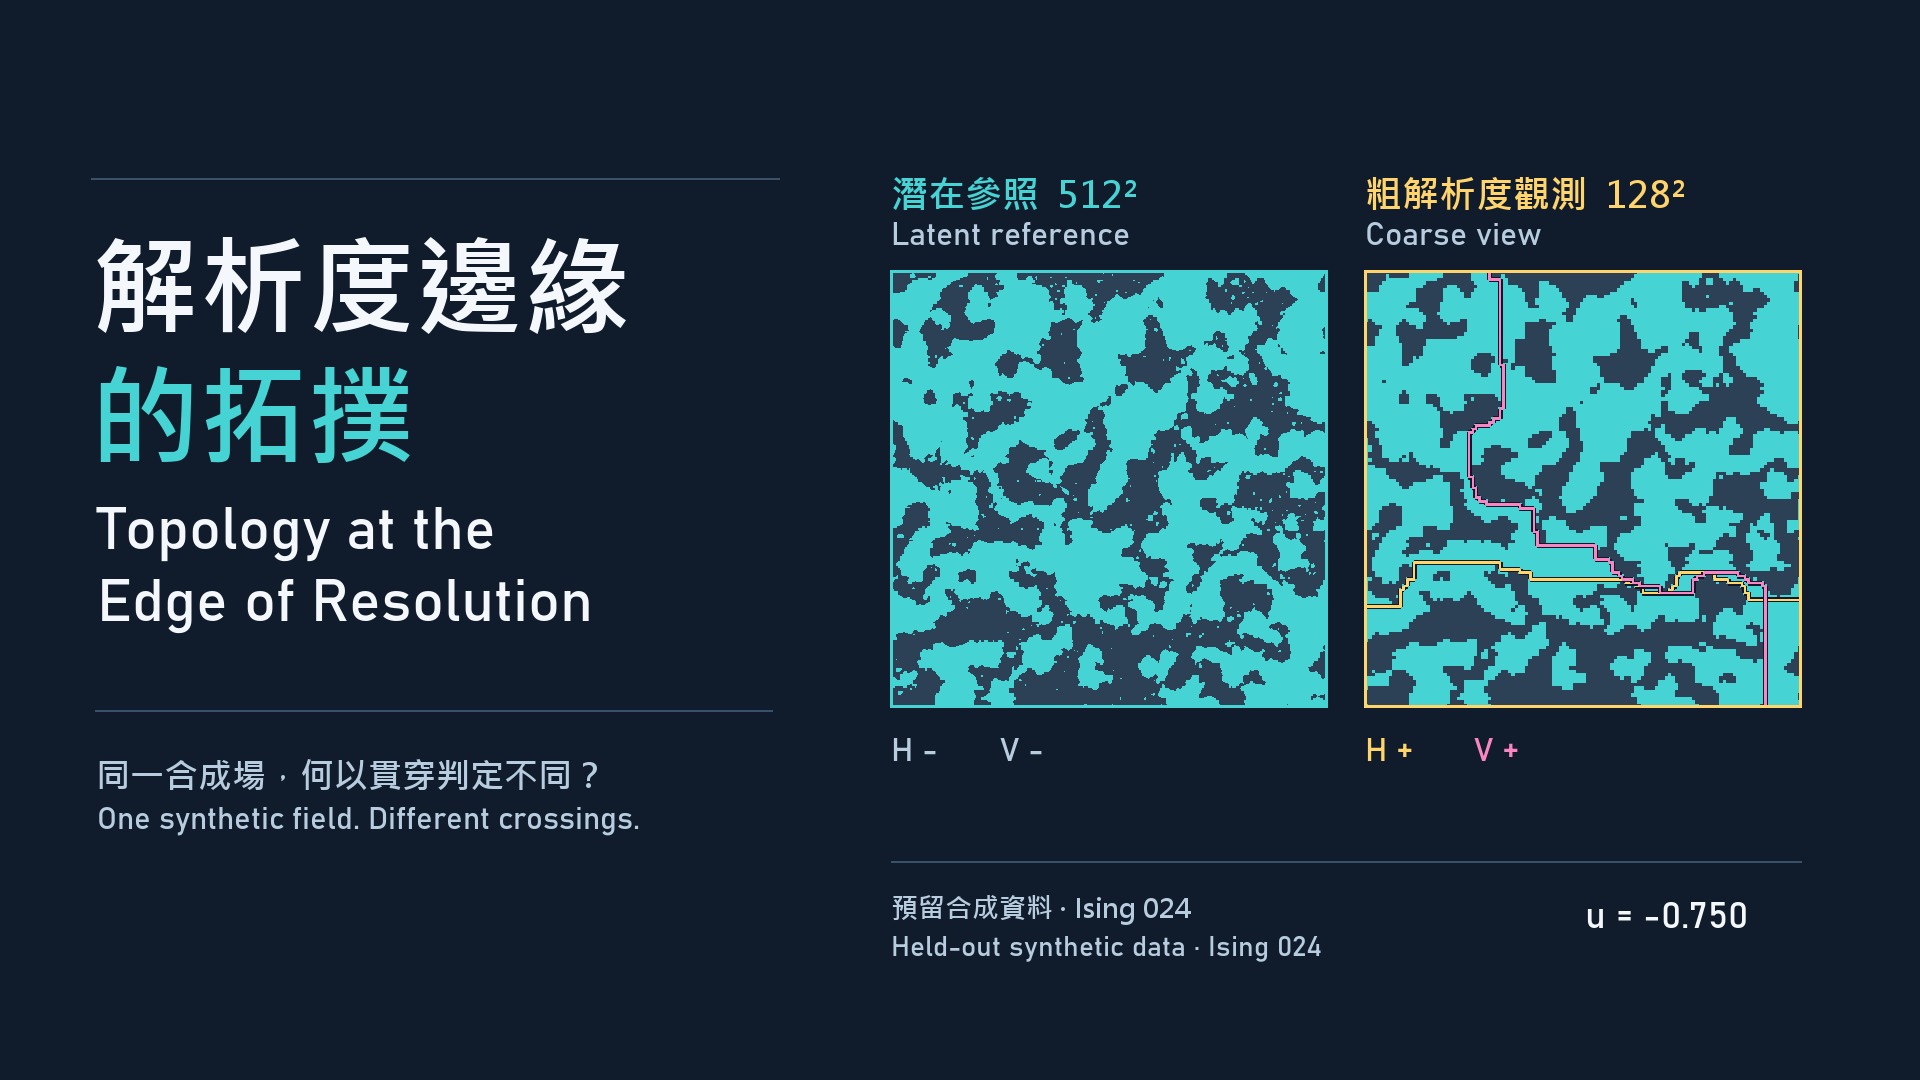 解析度邊緣
的拓撲
Topology at the
Edge of Resolution
同一合成場，何以貫穿判定不同？
One synthetic field. Different crossings.
潛在參照 512²
Latent reference
H - V -
粗解析度觀測 128²
Coarse view
H + V +
預留合成資料 · Ising 024
Held-out synthetic data · Ising 024
u = -0.750